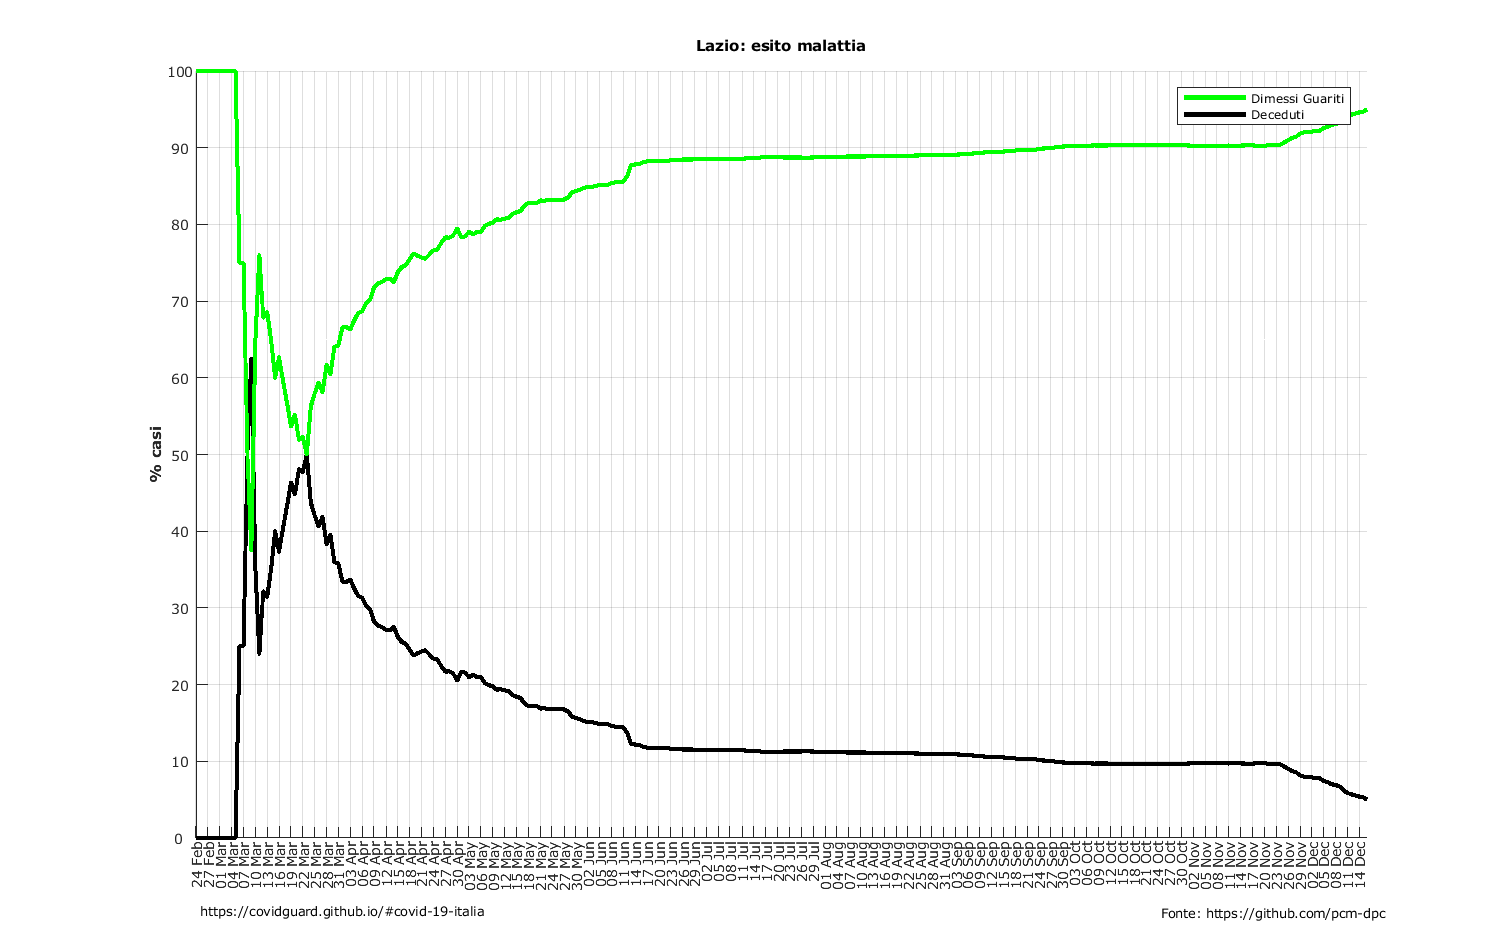 Lazio: esito malattia
Dimessi Guariti
Deceduti
% casi
100
90
80
70
60
50
40
30
20
10
0
24 Feb
27 Feb
01 Mar
04 Mar
07 Mar
10 Mar
13 Mar
16 Mar
19 Mar
22 Mar
25 Mar
28 Mar
31 Mar
03 Apr
06 Apr
09 Apr
12 Apr
15 Apr
18 Apr
21 Apr
24 Apr
27 Apr
30 Apr
03 May
06 May
09 May
12 May
15 May
18 May
21 May
24 May
27 May
30 May
02 Jun
05 Jun
08 Jun
11 Jun
14 Jun
17 Jun
20 Jun
23 Jun
26 Jun
29 Jun
02 Jul
05 Jul
08 Jul
11 Jul
14 Jul
17 Jul
20 Jul
23 Jul
26 Jul
29 Jul
01 Aug
04 Aug
07 Aug
10 Aug
13 Aug
16 Aug
19 Aug
22 Aug
25 Aug
28 Aug
31 Aug
03 Sep
06 Sep
09 Sep
12 Sep
15 Sep
18 Sep
21 Sep
24 Sep
27 Sep
30 Sep
03 Oct
06 Oct
09 Oct
12 Oct
15 Oct
18 Oct
21 Oct
24 Oct
27 Oct
30 Oct
02 Nov
05 Nov
08 Nov
11 Nov
14 Nov
17 Nov
20 Nov
23 Nov
26 Nov
29 Nov
02 Dec
05 Dec
08 Dec
11 Dec
14 Dec
https://covidguard.github.io/#covid-19-italia
Fonte: https://github.com/pcm-dpc